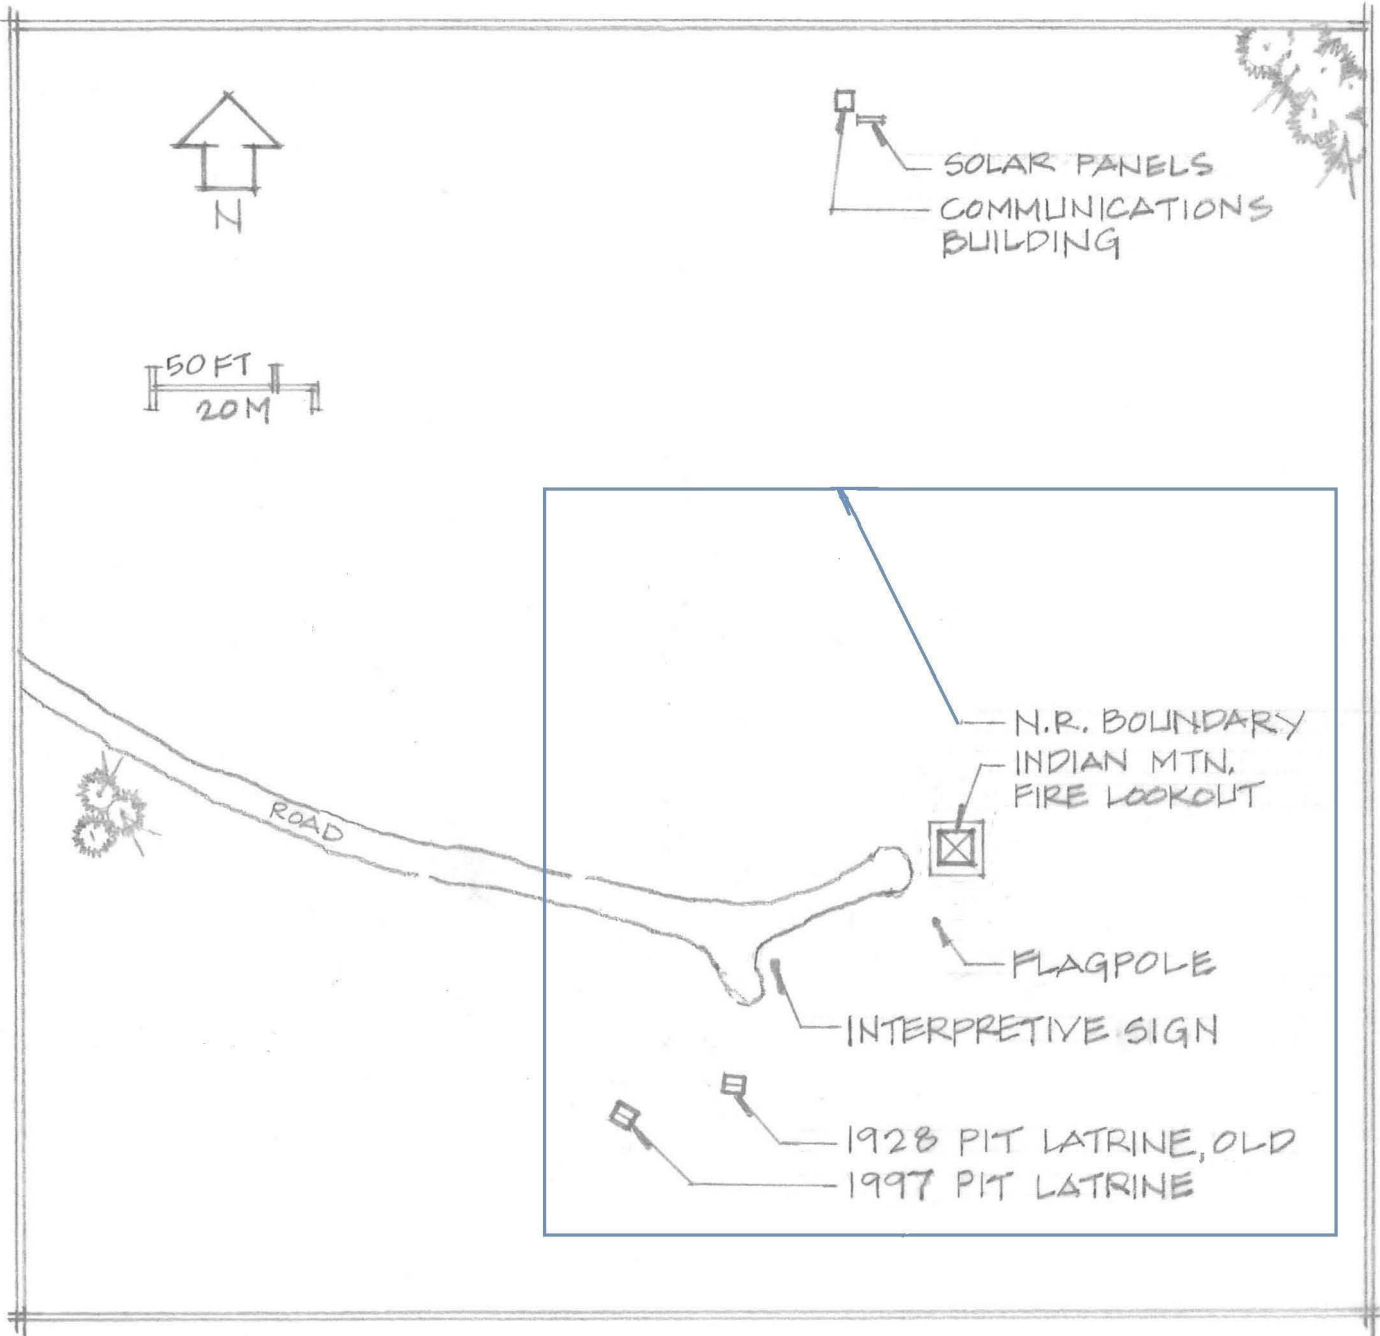 N
SOLAR PANELS
COMMUNICATIONS
BUILDING
50 FT
20 M
N.R. BOUNDARY
INDIAN MTN.
FIRE LOOKOUT
ROAD
FLAGPOLE
INTERPRETIVE SIGN
1928 PIT LATRINE, OLD
1997 PIT LATRINE